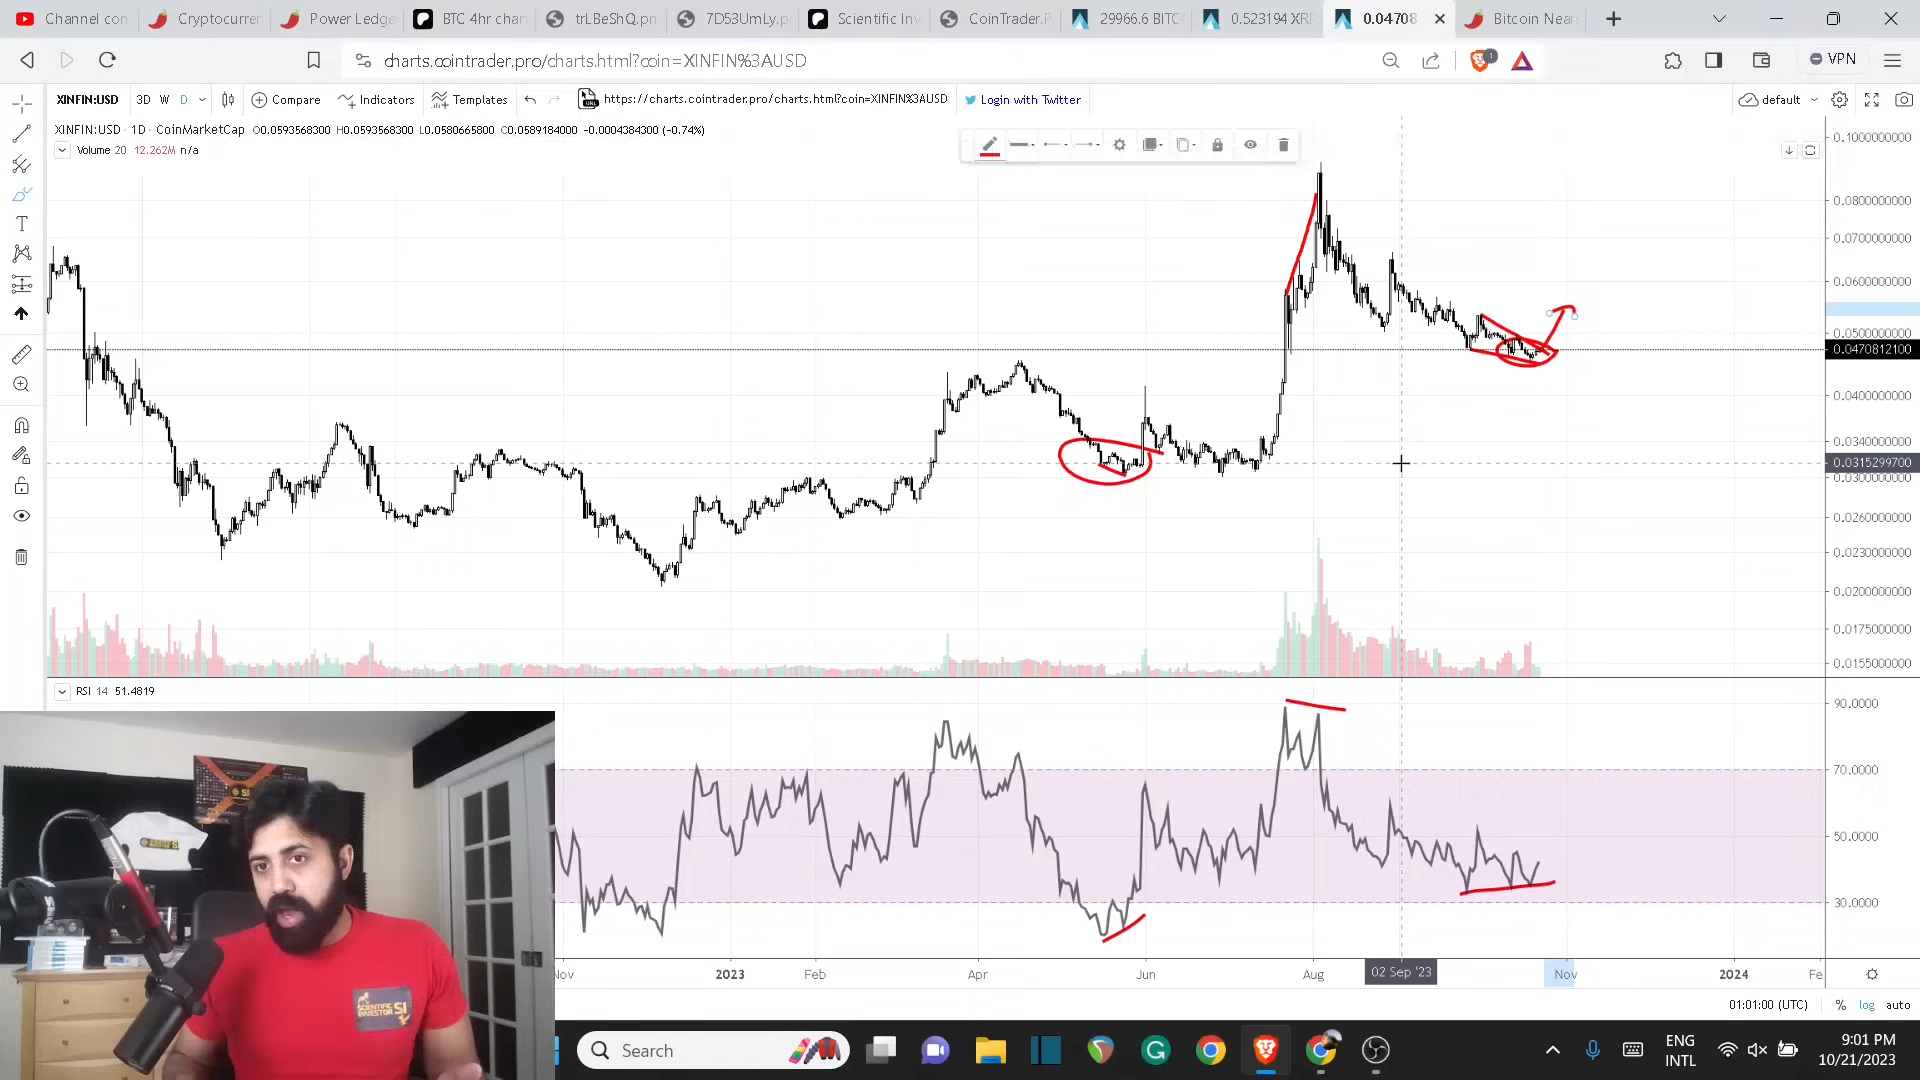 Channel con
Cryptocurren
Power Ledge
BTC 4hr char
trLBeShQ.pn
7D53UmLy.p
Scientific Inv
CoinTrader.P
29966.6 BITC
0.523194 XRP
0.04708
Bitcoin Near
charts.cointrader.pro/charts.html?coin=XINFIN%3AUSD
1
VPN
XINFIN:USD 3D W D Compare Indicators Templates https://charts.cointrader.pro/charts.html?coin=XINFIN%3AUSD Login with Twitter default
XINFIN:USD · 1D · CoinMarketCap O0.0593568300 H0.0593568300 L0.0580665800 C0.0589184000 -0.0004384300 (-0.74%)
Volume 20 12.262M n/a
0.1000000000
0.0800000000
0.0700000000
0.0600000000
0.0500000000
0.0470812100
0.0400000000
0.0340000000
0.0315299700
0.0300000000
0.0260000000
0.0230000000
0.0200000000
0.0175000000
0.0155000000
RSI 14 51.4819
90.0000
70.0000
50.0000
30.0000
Nov 2023 Feb Apr Jun Aug 02 Sep '23 Nov 2024 Fe
01:01:00 (UTC) % log auto
SCIENTIFIC
INVESTOR SI
Search
ENG
INTL
9:01 PM
10/21/2023